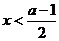 x < (a−1)/2